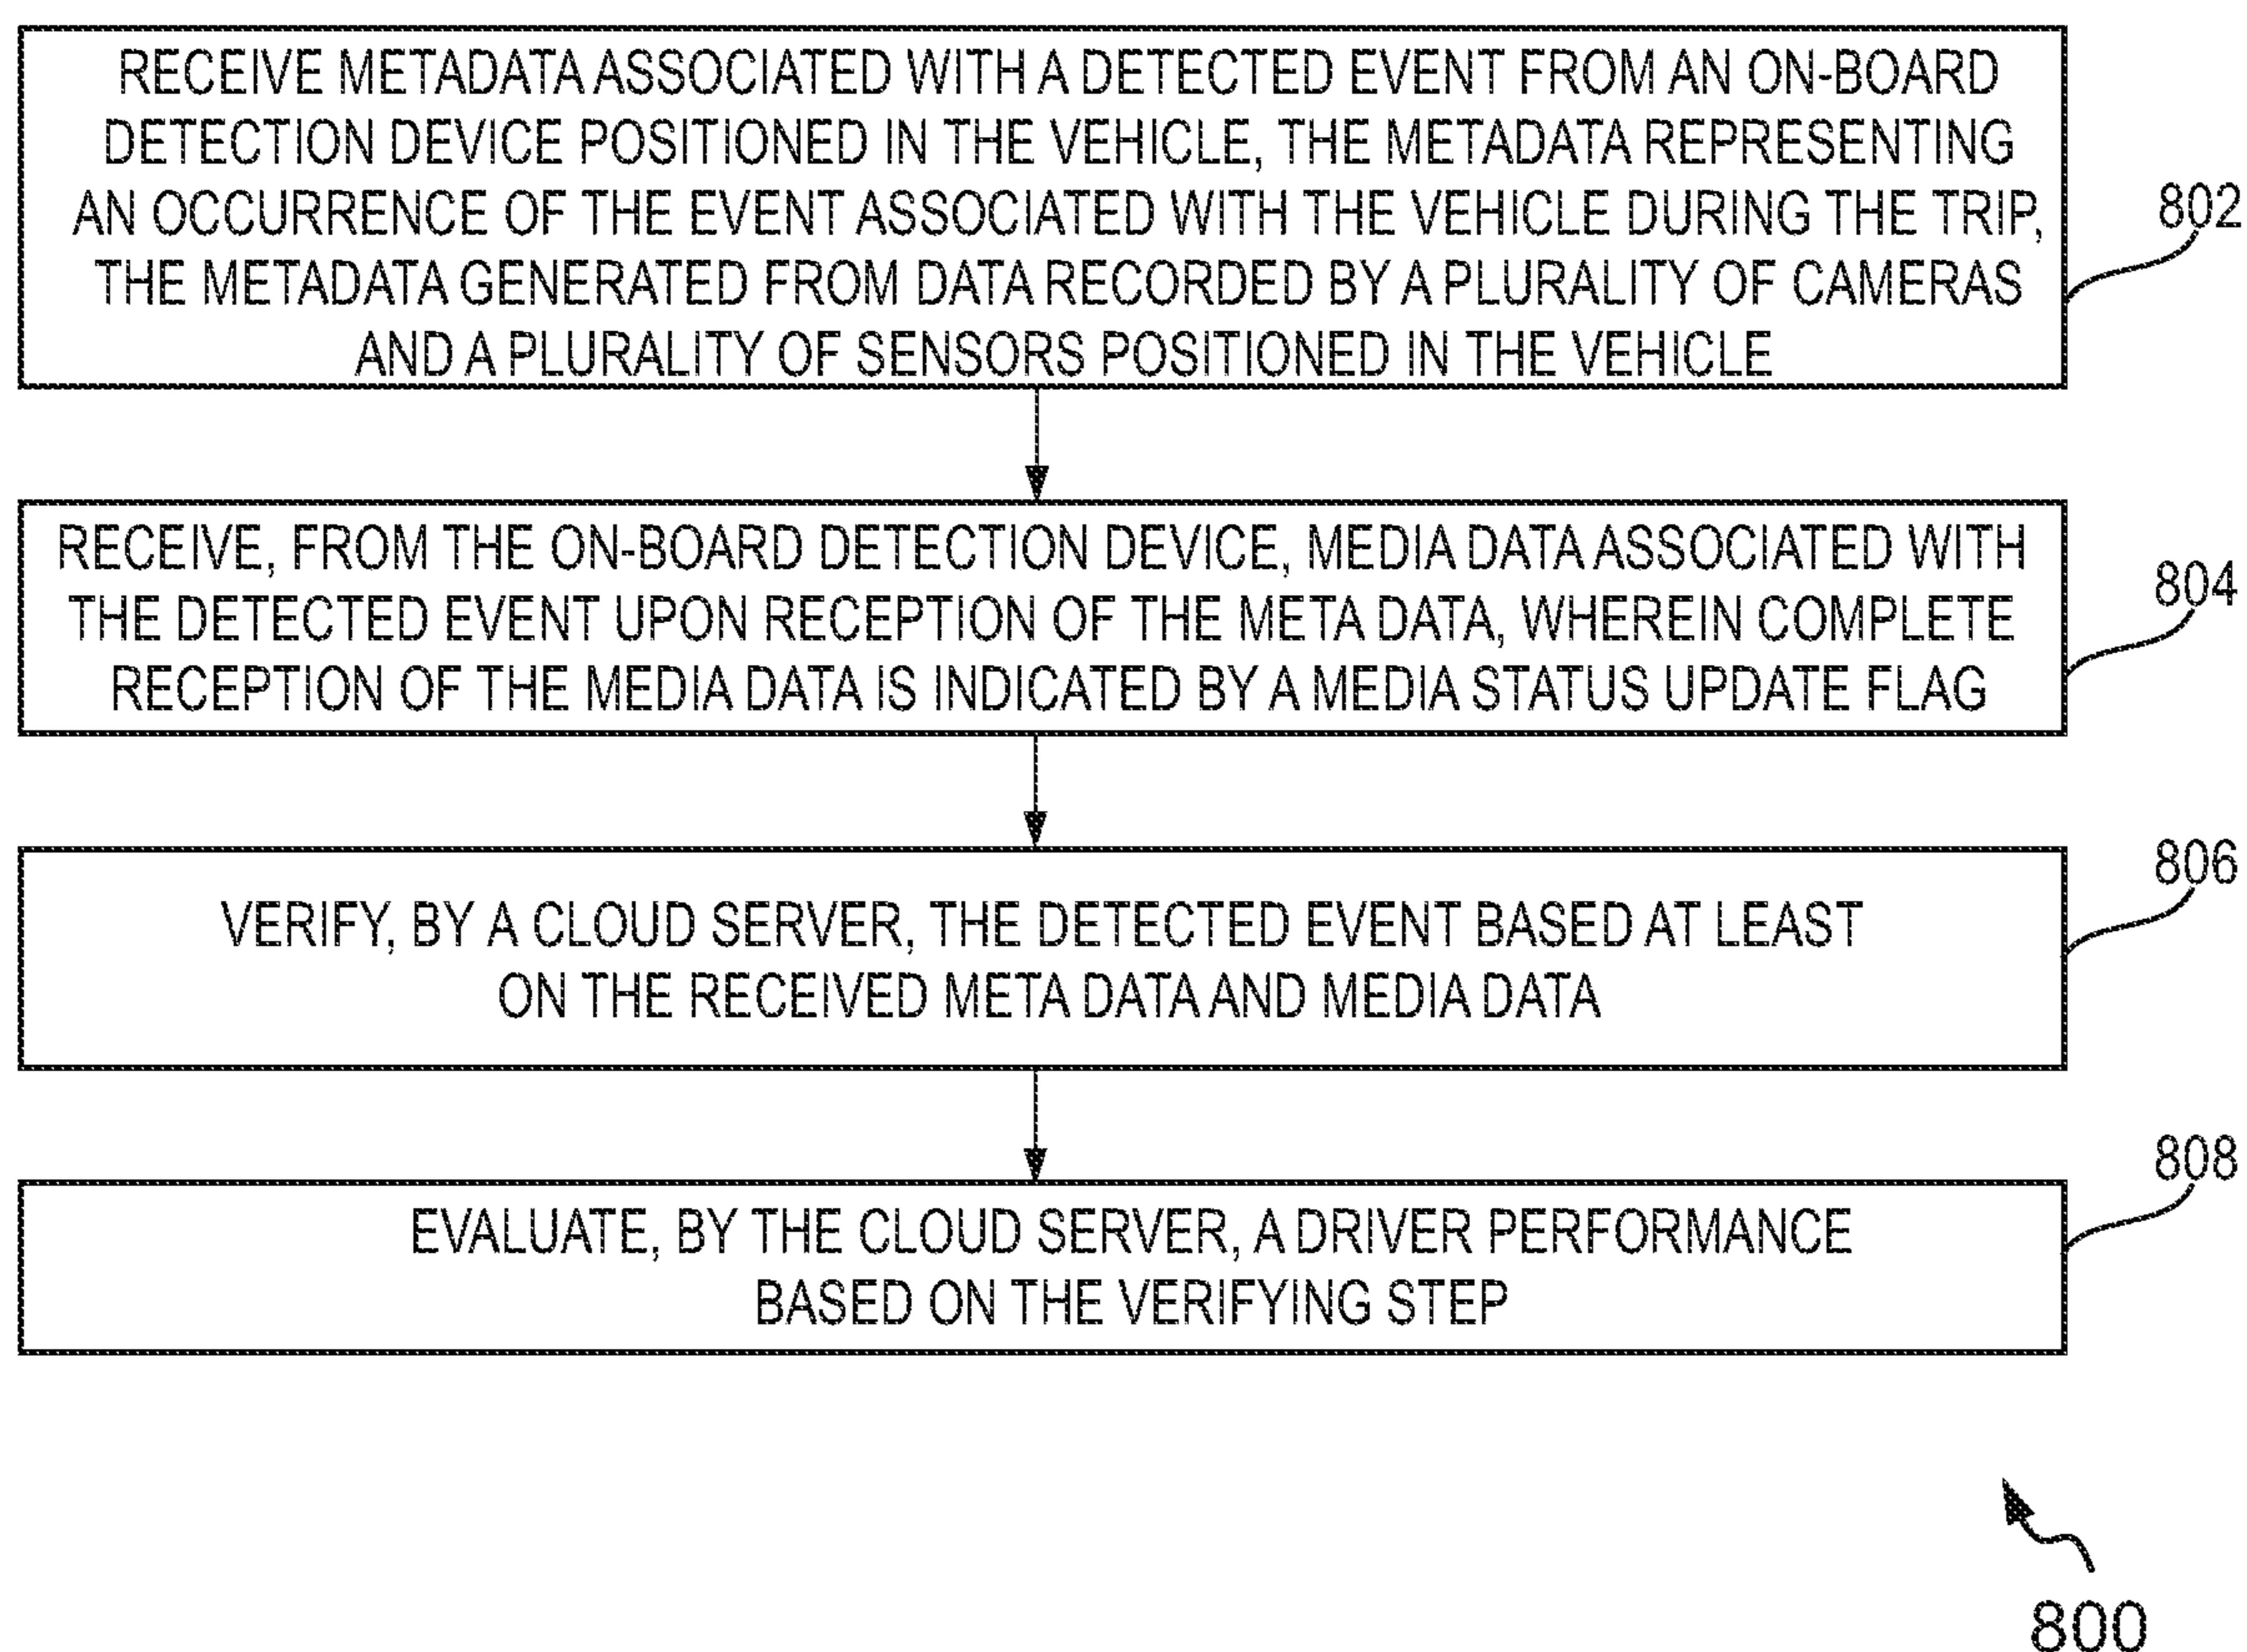 RECEIVE METADATA ASSOCIATED WITH A DETECTED EVENT FROM AN ON-BOARD
DETECTION DEVICE POSITIONED IN THE VEHICLE, THE METADATA REPRESENTING
AN OCCURRENCE OF THE EVENT ASSOCIATED WITH THE VEHICLE DURING THE TRIP,
THE METADATA GENERATED FROM DATA RECORDED BY A PLURALITY OF CAMERAS
AND A PLURALITY OF SENSORS POSITIONED IN THE VEHICLE
802
RECEIVE, FROM THE ON-BOARD DETECTION DEVICE, MEDIA DATA ASSOCIATED WITH
THE DETECTED EVENT UPON RECEPTION OF THE META DATA, WHEREIN COMPLETE
RECEPTION OF THE MEDIA DATA IS INDICATED BY A MEDIA STATUS UPDATE FLAG
804
VERIFY, BY A CLOUD SERVER, THE DETECTED EVENT BASED AT LEAST
ON THE RECEIVED META DATA AND MEDIA DATA
806
EVALUATE, BY THE CLOUD SERVER, A DRIVER PERFORMANCE
BASED ON THE VERIFYING STEP
808
800